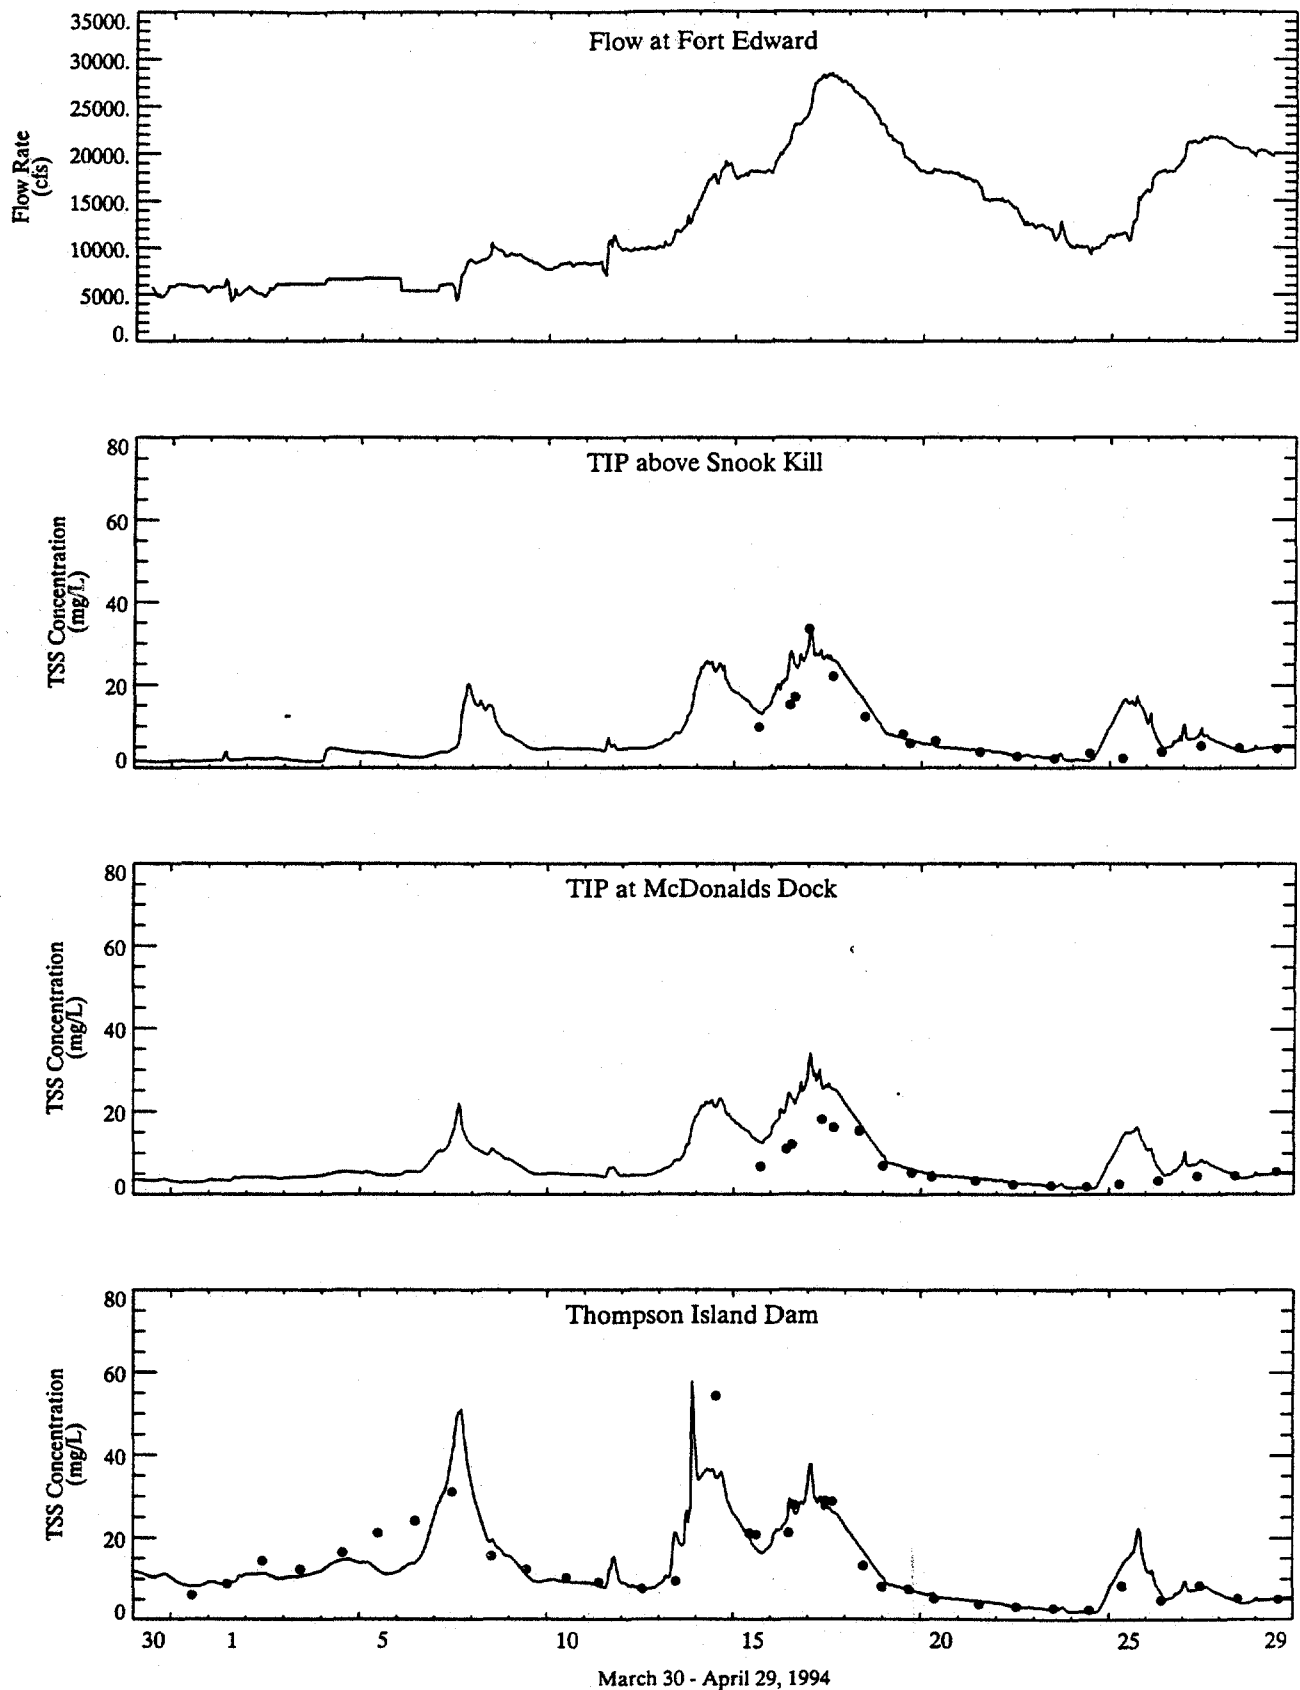 Flow at Fort Edward
Flow Rate
(cfs)
35000.
30000.
25000.
20000.
15000.
10000.
5000.
0.
TIP above Snook Kill
TSS Concentration
(mg/L)
80
60
40
20
0
TIP at McDonalds Dock
TSS Concentration
(mg/L)
80
60
40
20
0
Thompson Island Dam
TSS Concentration
(mg/L)
80
60
40
20
0
30 1 5 10 15 20 25 29
March 30 - April 29, 1994